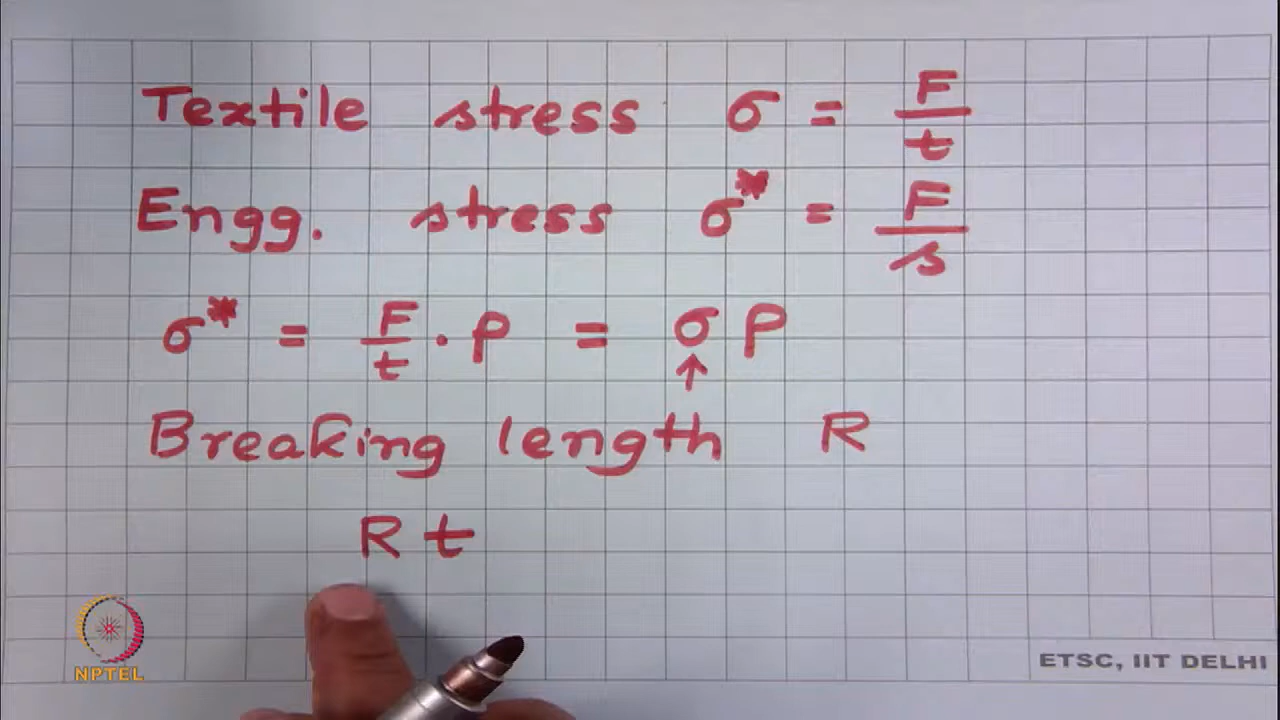 Textile stress σ = F/t
Engg. stress σ* = F/s
σ* = F/t · ρ = σ ρ
↑
Breaking length R
R t
NPTEL
ETSC, IIT DELHI